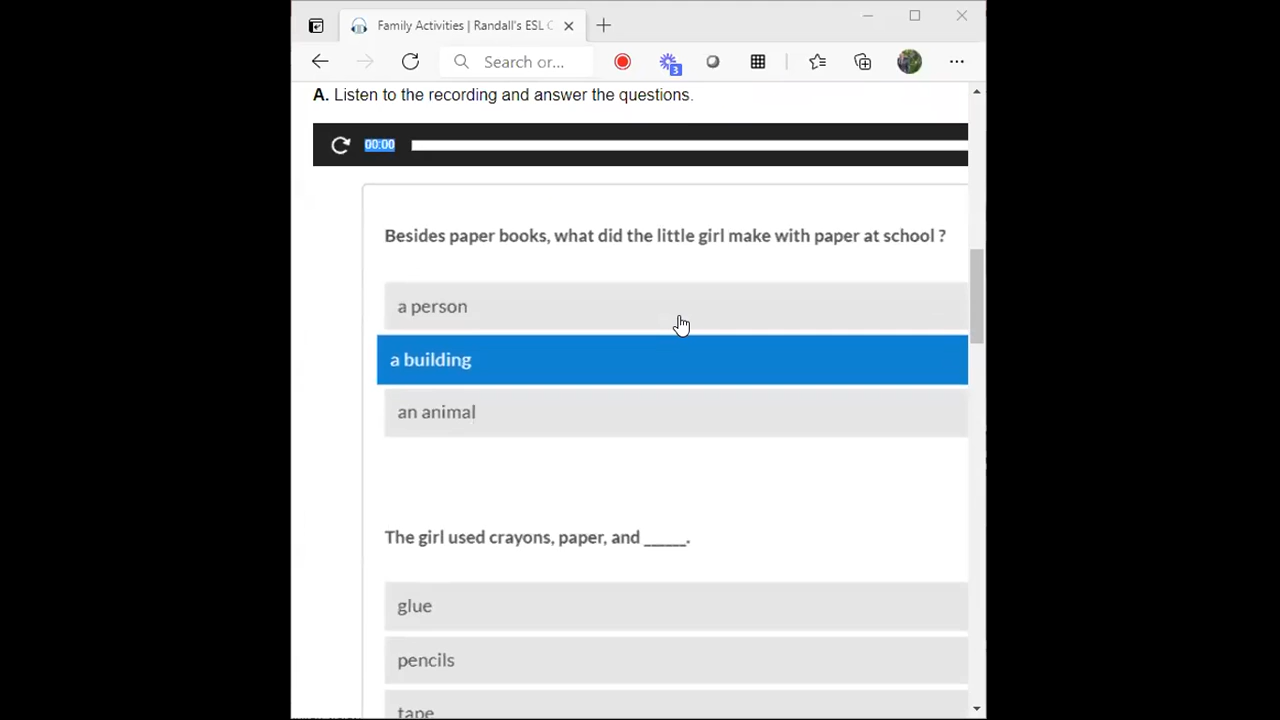 Family Activities | Randall's ESL C
Search or...
3
A. Listen to the recording and answer the questions.
00:00
Besides paper books, what did the little girl make with paper at school ?
a person
a building
an animal
The girl used crayons, paper, and ______.
glue
pencils
tape